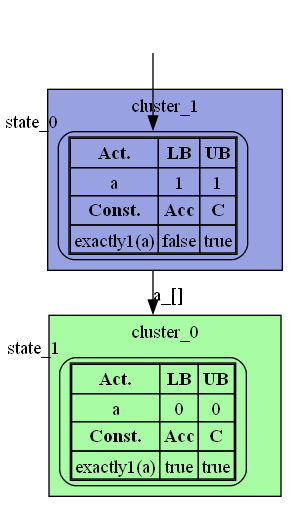 cluster_1
state_0
Act. LB UB
a 1 1
Const. Acc C
exactly1(a) false true
a_[]
cluster_0
state_1
Act. LB UB
a 0 0
Const. Acc C
exactly1(a) true true